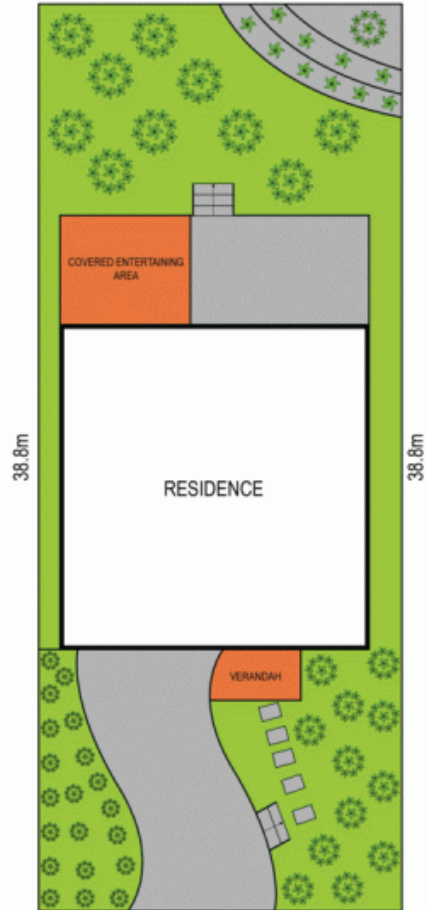 COVERED ENTERTAINING
AREA
38.8m
38.8m
RESIDENCE
VERANDAH